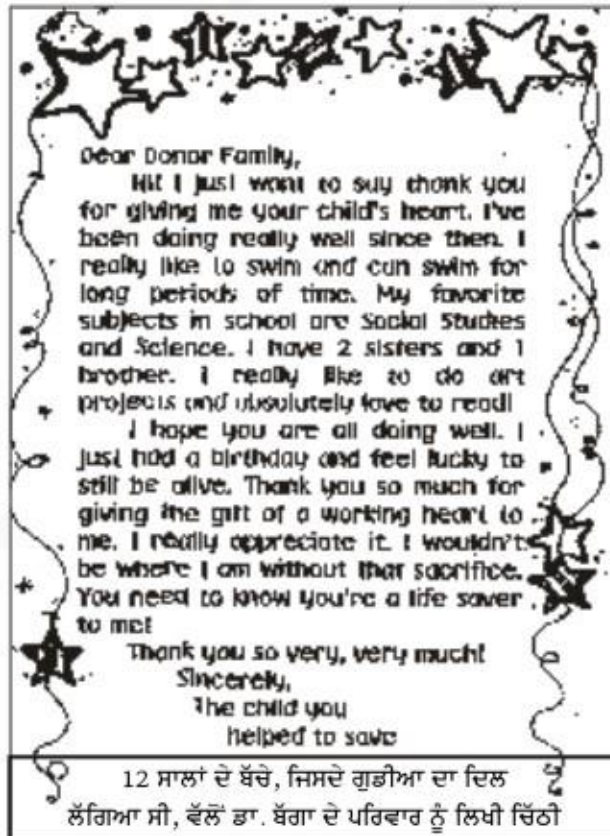 Dear Donor Family,
Hi! I just want to say thank you
for giving me your child's heart. I've
been doing really well since then. I
really like to swim and can swim for
long periods of time. My favorite
subjects in school are Social Studies
and Science. I have 2 sisters and 1
brother. I really like to do art
projects and absolutely love to read!
I hope you are all doing well. I
just had a birthday and feel lucky to
still be alive. Thank you so much for
giving the gift of a working heart to
me. I really appreciate it. I wouldn't
be where I am without that sacrifice.
You need to know you're a life saver
to me!
Thank you so very, very much!
Sincerely,
The child you
helped to save
12 ਸਾਲਾਂ ਦੇ ਬੱਚੇ, ਜਿਸਦੇ ਗੁਡੀਆ ਦਾ ਦਿਲ
ਲੱਗਿਆ ਸੀ, ਵੱਲੋਂ ਡਾ. ਬੱਗਾ ਦੇ ਪਰਿਵਾਰ ਨੂੰ ਲਿਖੀ ਚਿੱਠੀ